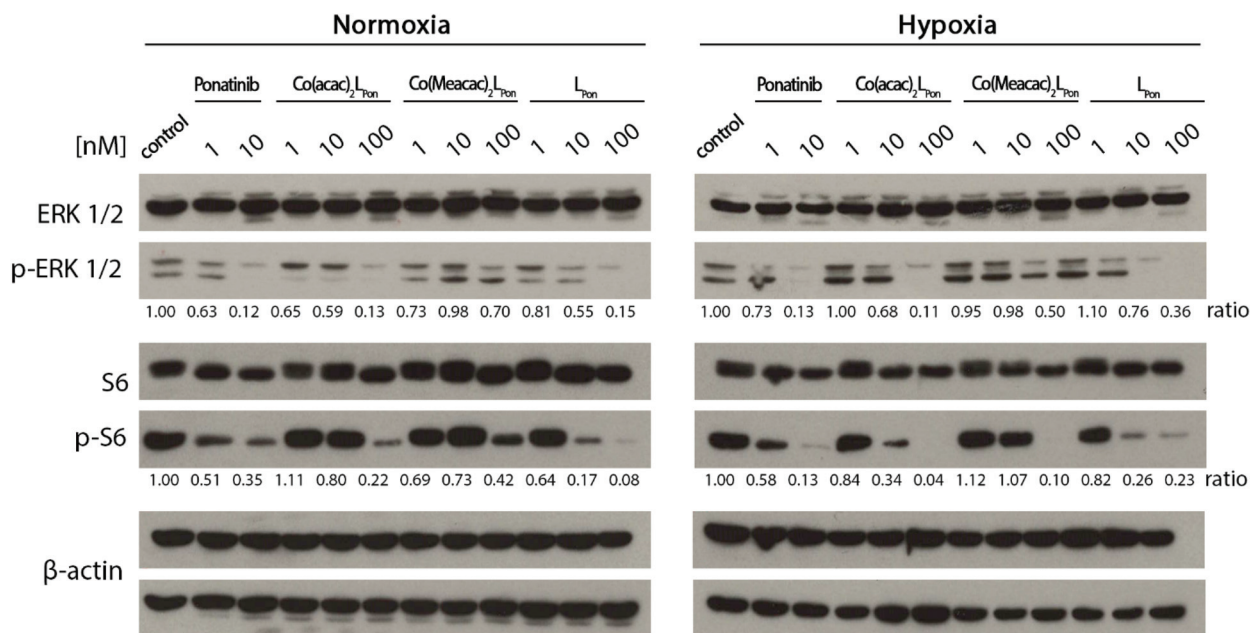 Normoxia Hypoxia
Ponatinib Co(acac)₂L_Pon Co(Meacac)₂L_Pon L_Pon Ponatinib Co(acac)₂L_Pon Co(Meacac)₂L_Pon L_Pon
[nM] control 1 10 1 10 100 1 10 100 1 10 100 control 1 10 1 10 100 1 10 100 1 10 100
ERK 1/2
p-ERK 1/2
1.00 0.63 0.12 0.65 0.59 0.13 0.73 0.98 0.70 0.81 0.55 0.15 1.00 0.73 0.13 1.00 0.68 0.11 0.95 0.98 0.50 1.10 0.76 0.36 ratio
S6
p-S6
1.00 0.51 0.35 1.11 0.80 0.22 0.69 0.73 0.42 0.64 0.17 0.08 1.00 0.58 0.13 0.84 0.34 0.04 1.12 1.07 0.10 0.82 0.26 0.23 ratio
β-actin